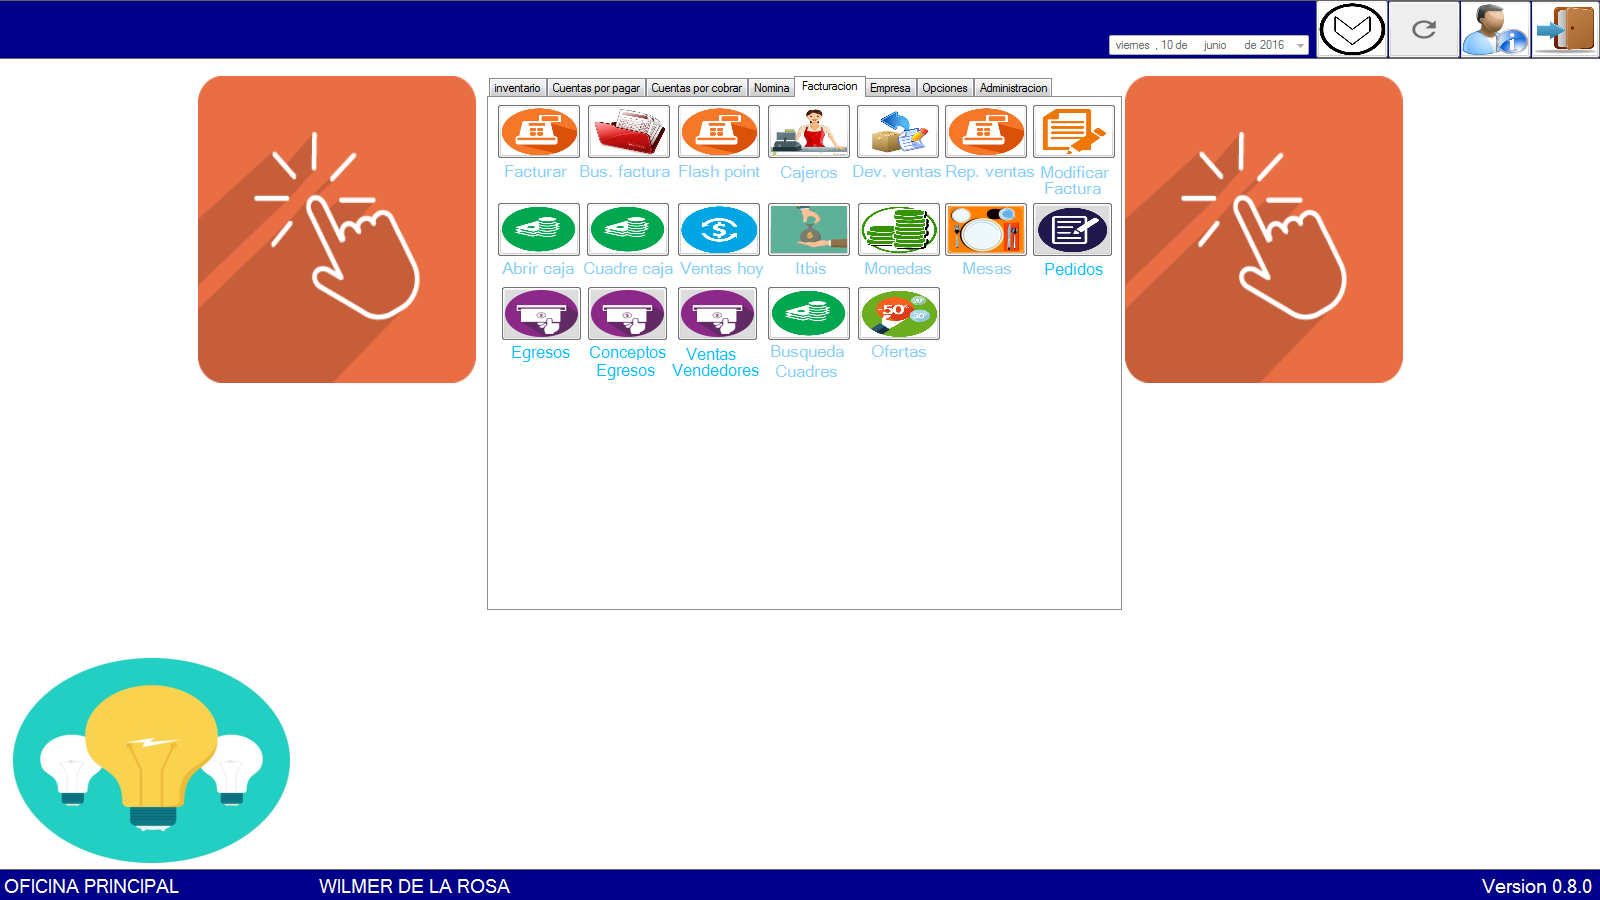 viernes , 10 de junio de 2016
inventario Cuentas por pagar Cuentas por cobrar Nomina Facturacion Empresa Opciones Administracion
Facturar Bus. factura Flash point Cajeros Dev. ventas Rep. ventas Modificar
Factura
Abrir caja Cuadre caja Ventas hoy Itbis Monedas Mesas Pedidos
-50%
30%
Egresos Conceptos Ventas Busqueda Ofertas
Egresos Vendedores Cuadres
OFICINA PRINCIPAL WILMER DE LA ROSA Version 0.8.0